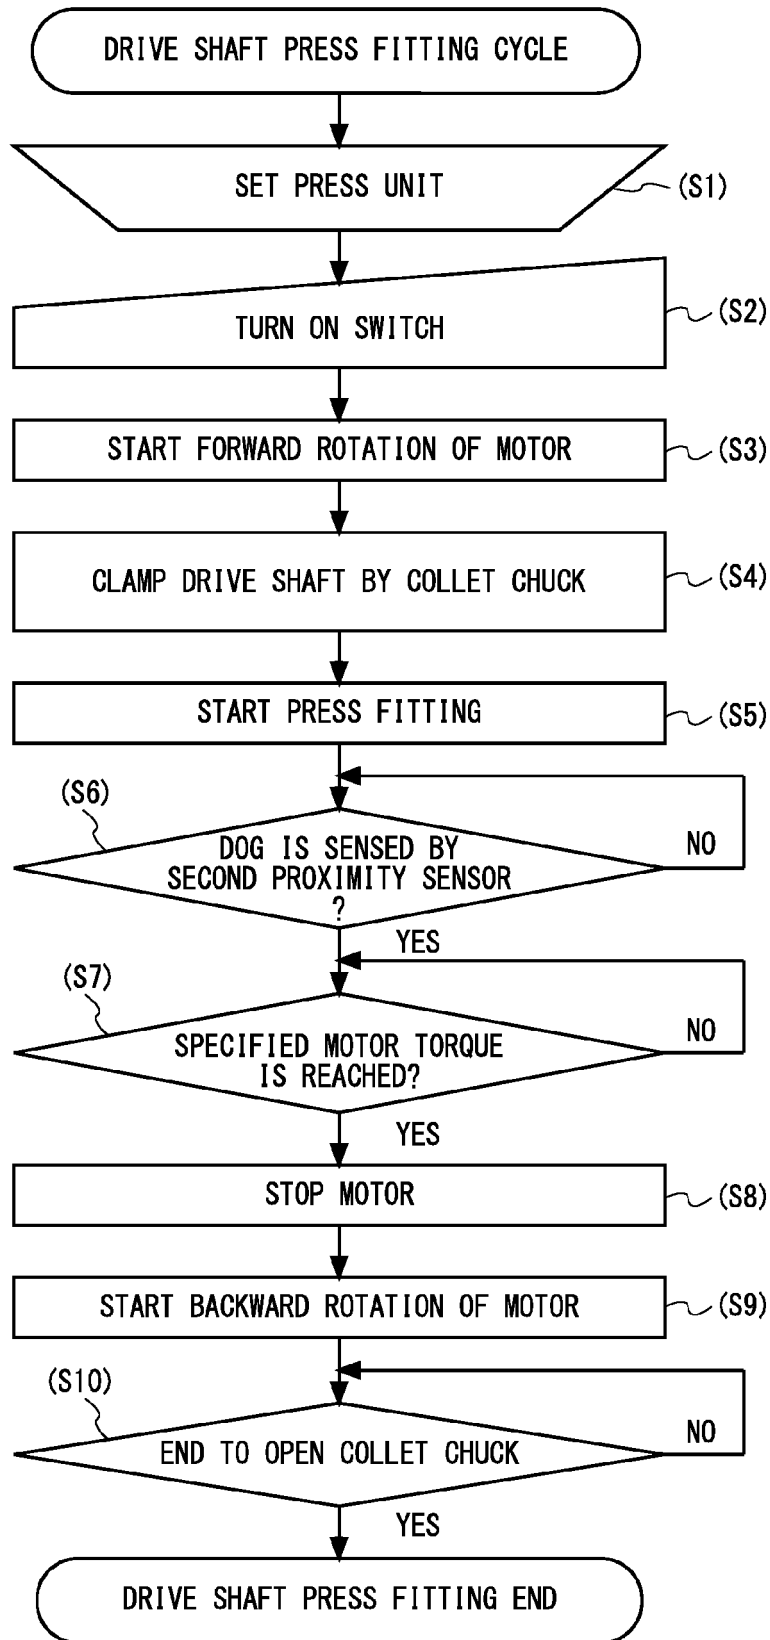 DRIVE SHAFT PRESS FITTING CYCLE
SET PRESS UNIT
(S1)
TURN ON SWITCH
(S2)
START FORWARD ROTATION OF MOTOR
(S3)
CLAMP DRIVE SHAFT BY COLLET CHUCK
(S4)
START PRESS FITTING
(S5)
(S6)
DOG IS SENSED BY
SECOND PROXIMITY SENSOR
?
NO
YES
(S7)
SPECIFIED MOTOR TORQUE
IS REACHED?
NO
YES
STOP MOTOR
(S8)
START BACKWARD ROTATION OF MOTOR
(S9)
(S10)
END TO OPEN COLLET CHUCK
NO
YES
DRIVE SHAFT PRESS FITTING END